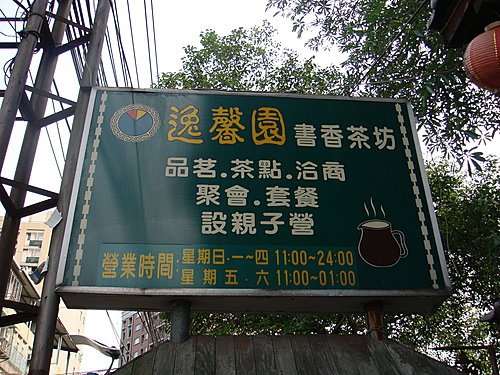 逸馨園 書香茶坊
品茗.茶點.洽商
聚會.套餐
設親子營
營業時間:星期日.一~四 11:00~24:00
星期五.六 11:00~01:00